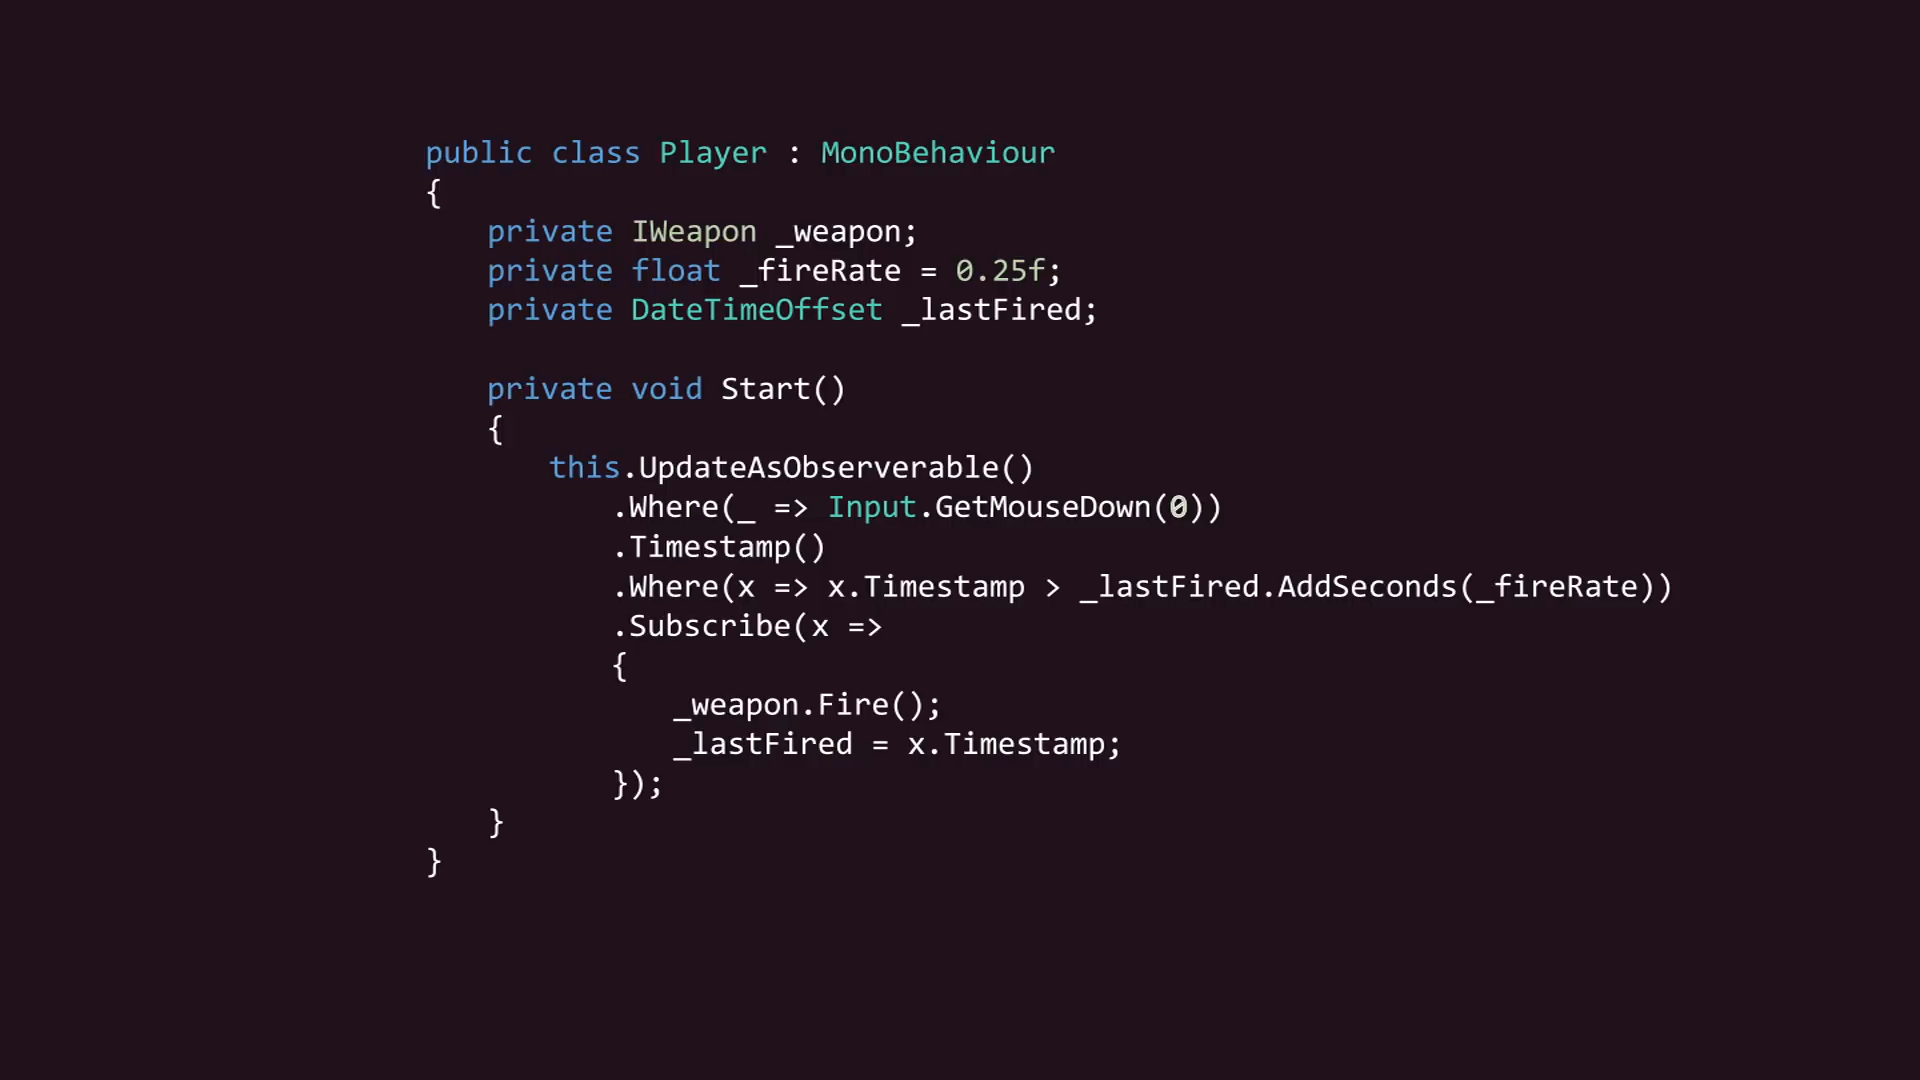 public class Player : MonoBehaviour
{
private IWeapon _weapon;
private float _fireRate = 0.25f;
private DateTimeOffset _lastFired;
private void Start()
{
this.UpdateAsObserverable()
.Where(_ => Input.GetMouseDown(0))
.Timestamp()
.Where(x => x.Timestamp > _lastFired.AddSeconds(_fireRate))
.Subscribe(x =>
{
_weapon.Fire();
_lastFired = x.Timestamp;
});
}
}